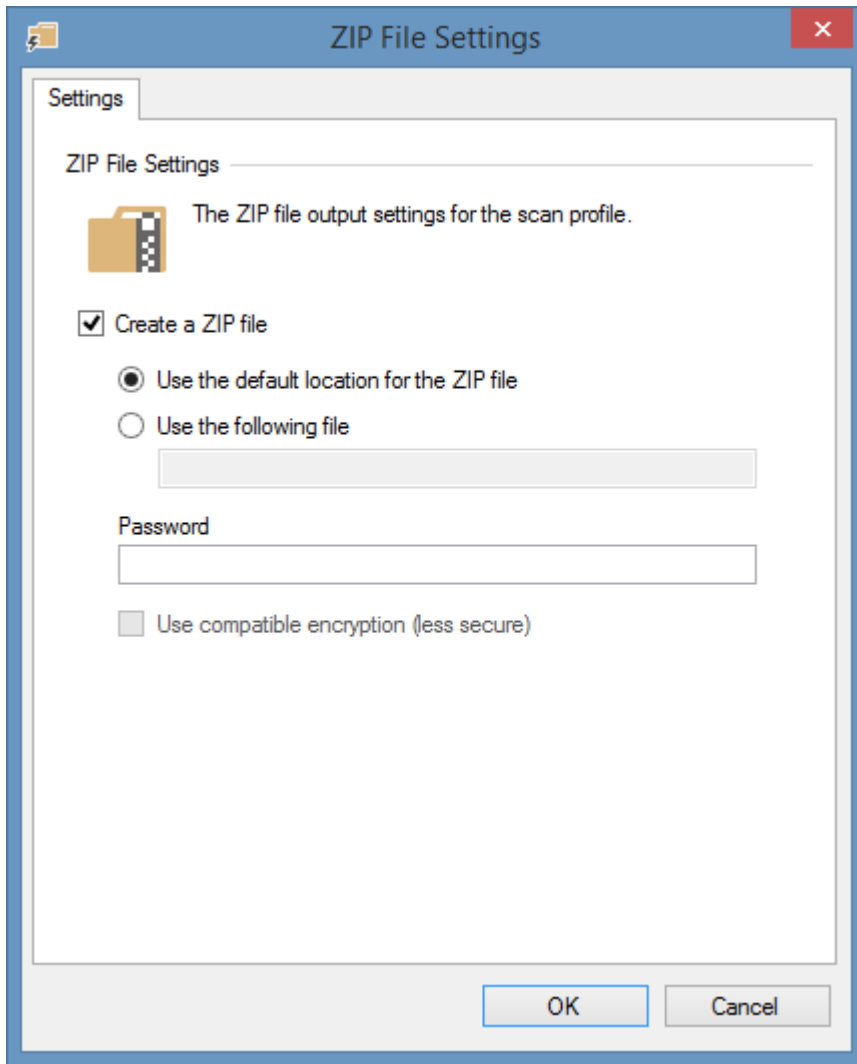 ZIP File Settings
Settings
ZIP File Settings
The ZIP file output settings for the scan profile.
Create a ZIP file
Use the default location for the ZIP file
Use the following file
Password
Use compatible encryption (less secure)
OK
Cancel